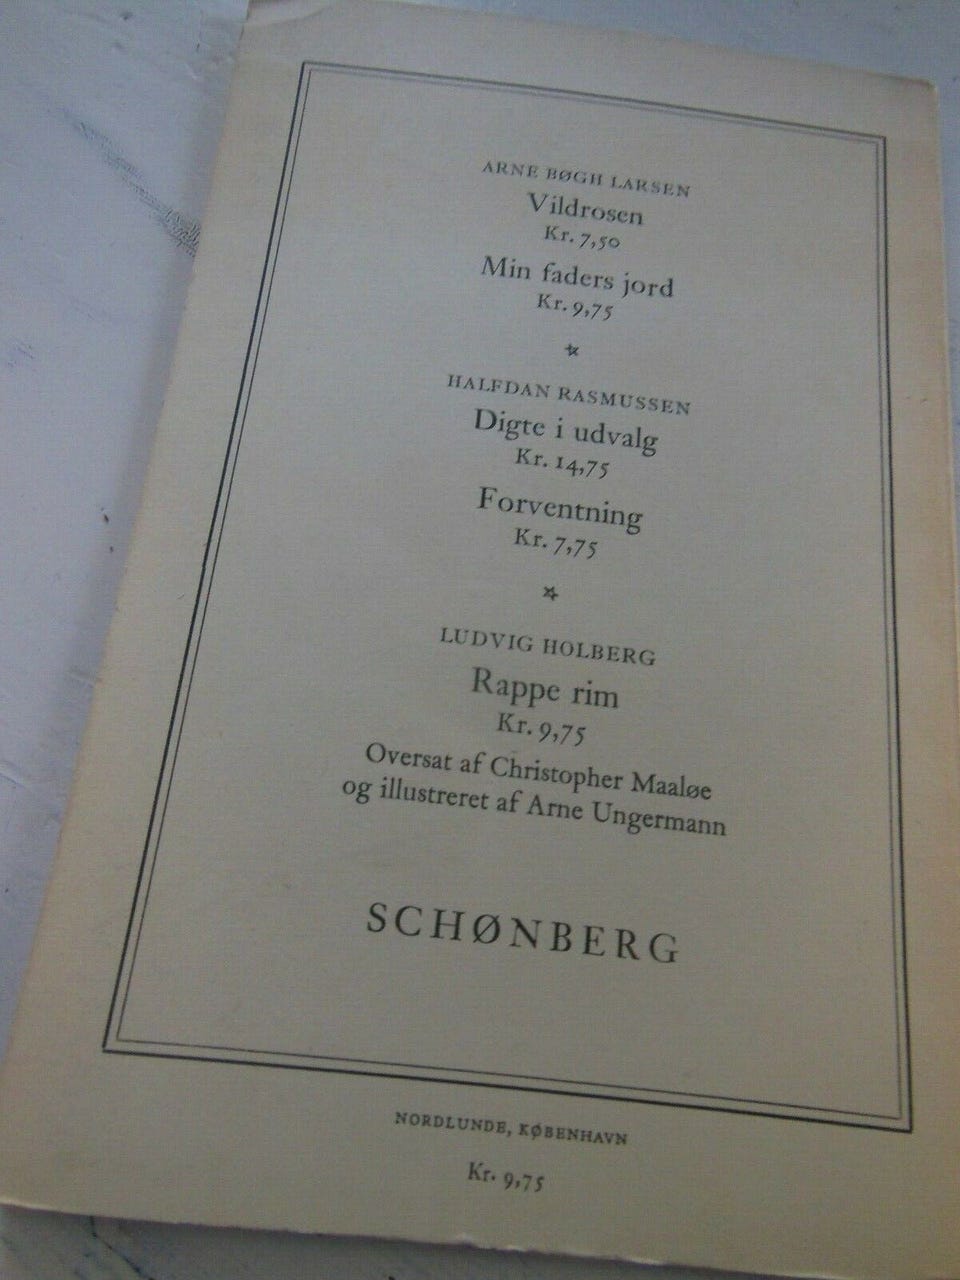 ARNE BØGH LARSEN
Vildrosen
Kr. 7,50
Min faders jord
Kr. 9,75
HALFDAN RASMUSSEN
Digte i udvalg
Kr. 14,75
Forventning
Kr. 7,75
LUDVIG HOLBERG
Rappe rim
Kr. 9,75
Oversat af Christopher Maaløe
og illustreret af Arne Ungermann
SCHØNBERG
NORDLUNDE, KØBENHAVN
Kr. 9,75